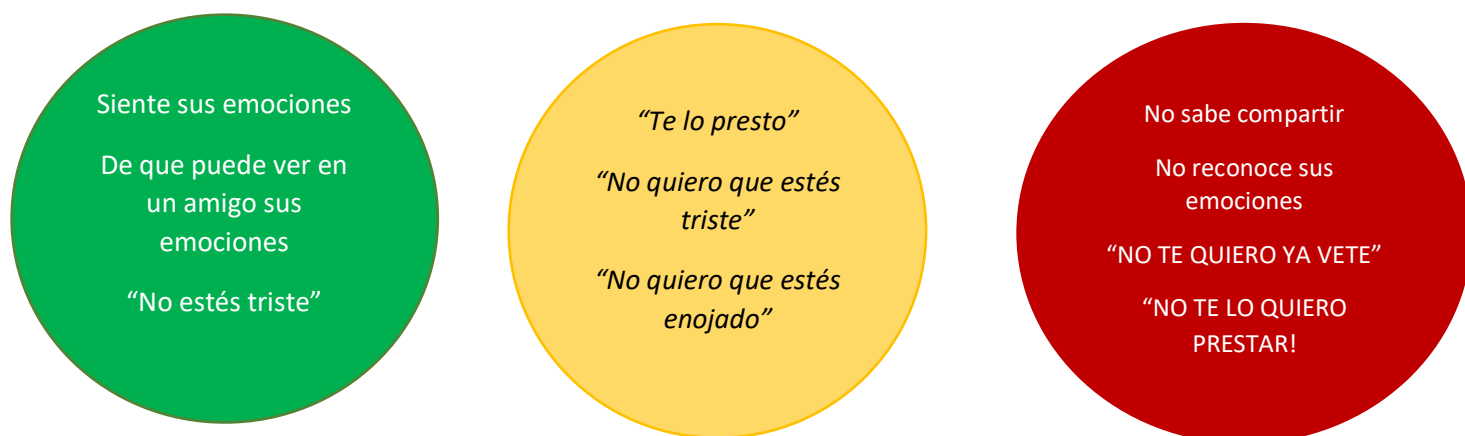 Siente sus emociones
De que puede ver en
un amigo sus
emociones
“No estés triste”
“Te lo presto”
“No quiero que estés
triste”
“No quiero que estés
enojado”
No sabe compartir
No reconoce sus
emociones
“NO TE QUIERO YA VETE”
“NO TE LO QUIERO
PRESTAR!